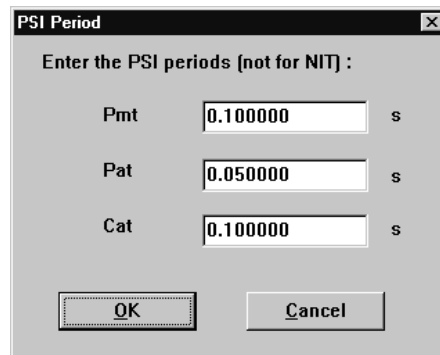 PSI Period
Enter the PSI periods (not for NIT) :
Pmt 0.100000 s
Pat 0.050000 s
Cat 0.100000 s
OK Cancel